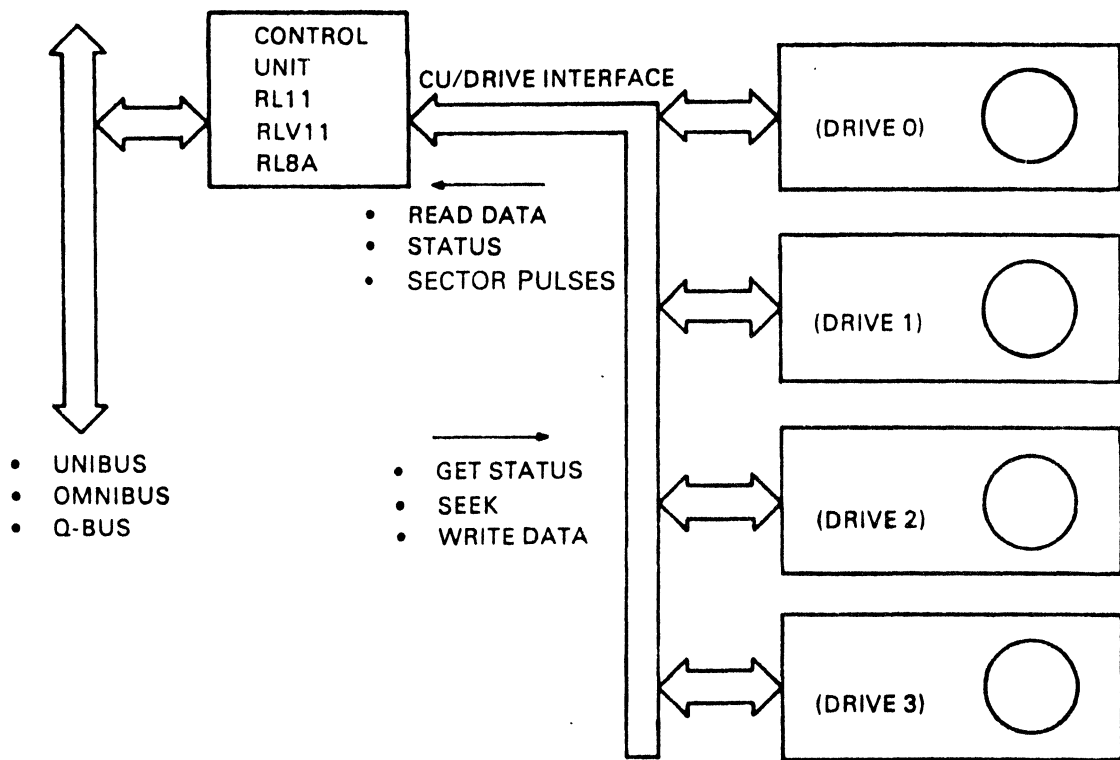 CONTROL
UNIT
RL11
RLV11
RL8A
CU/DRIVE INTERFACE
(DRIVE 0)
• READ DATA
• STATUS
• SECTOR PULSES
(DRIVE 1)
• UNIBUS
• OMNIBUS
• Q-BUS
• GET STATUS
• SEEK
• WRITE DATA
(DRIVE 2)
(DRIVE 3)